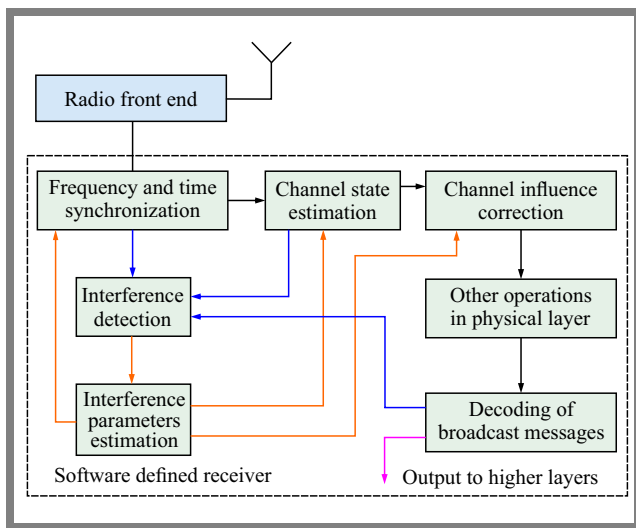 Radio front end
Frequency and time
synchronization
Channel state
estimation
Channel influence
correction
Interference
detection
Other operations
in physical layer
Interference
parameters
estimation
Decoding of
broadcast messages
Software defined receiver
Output to higher layers